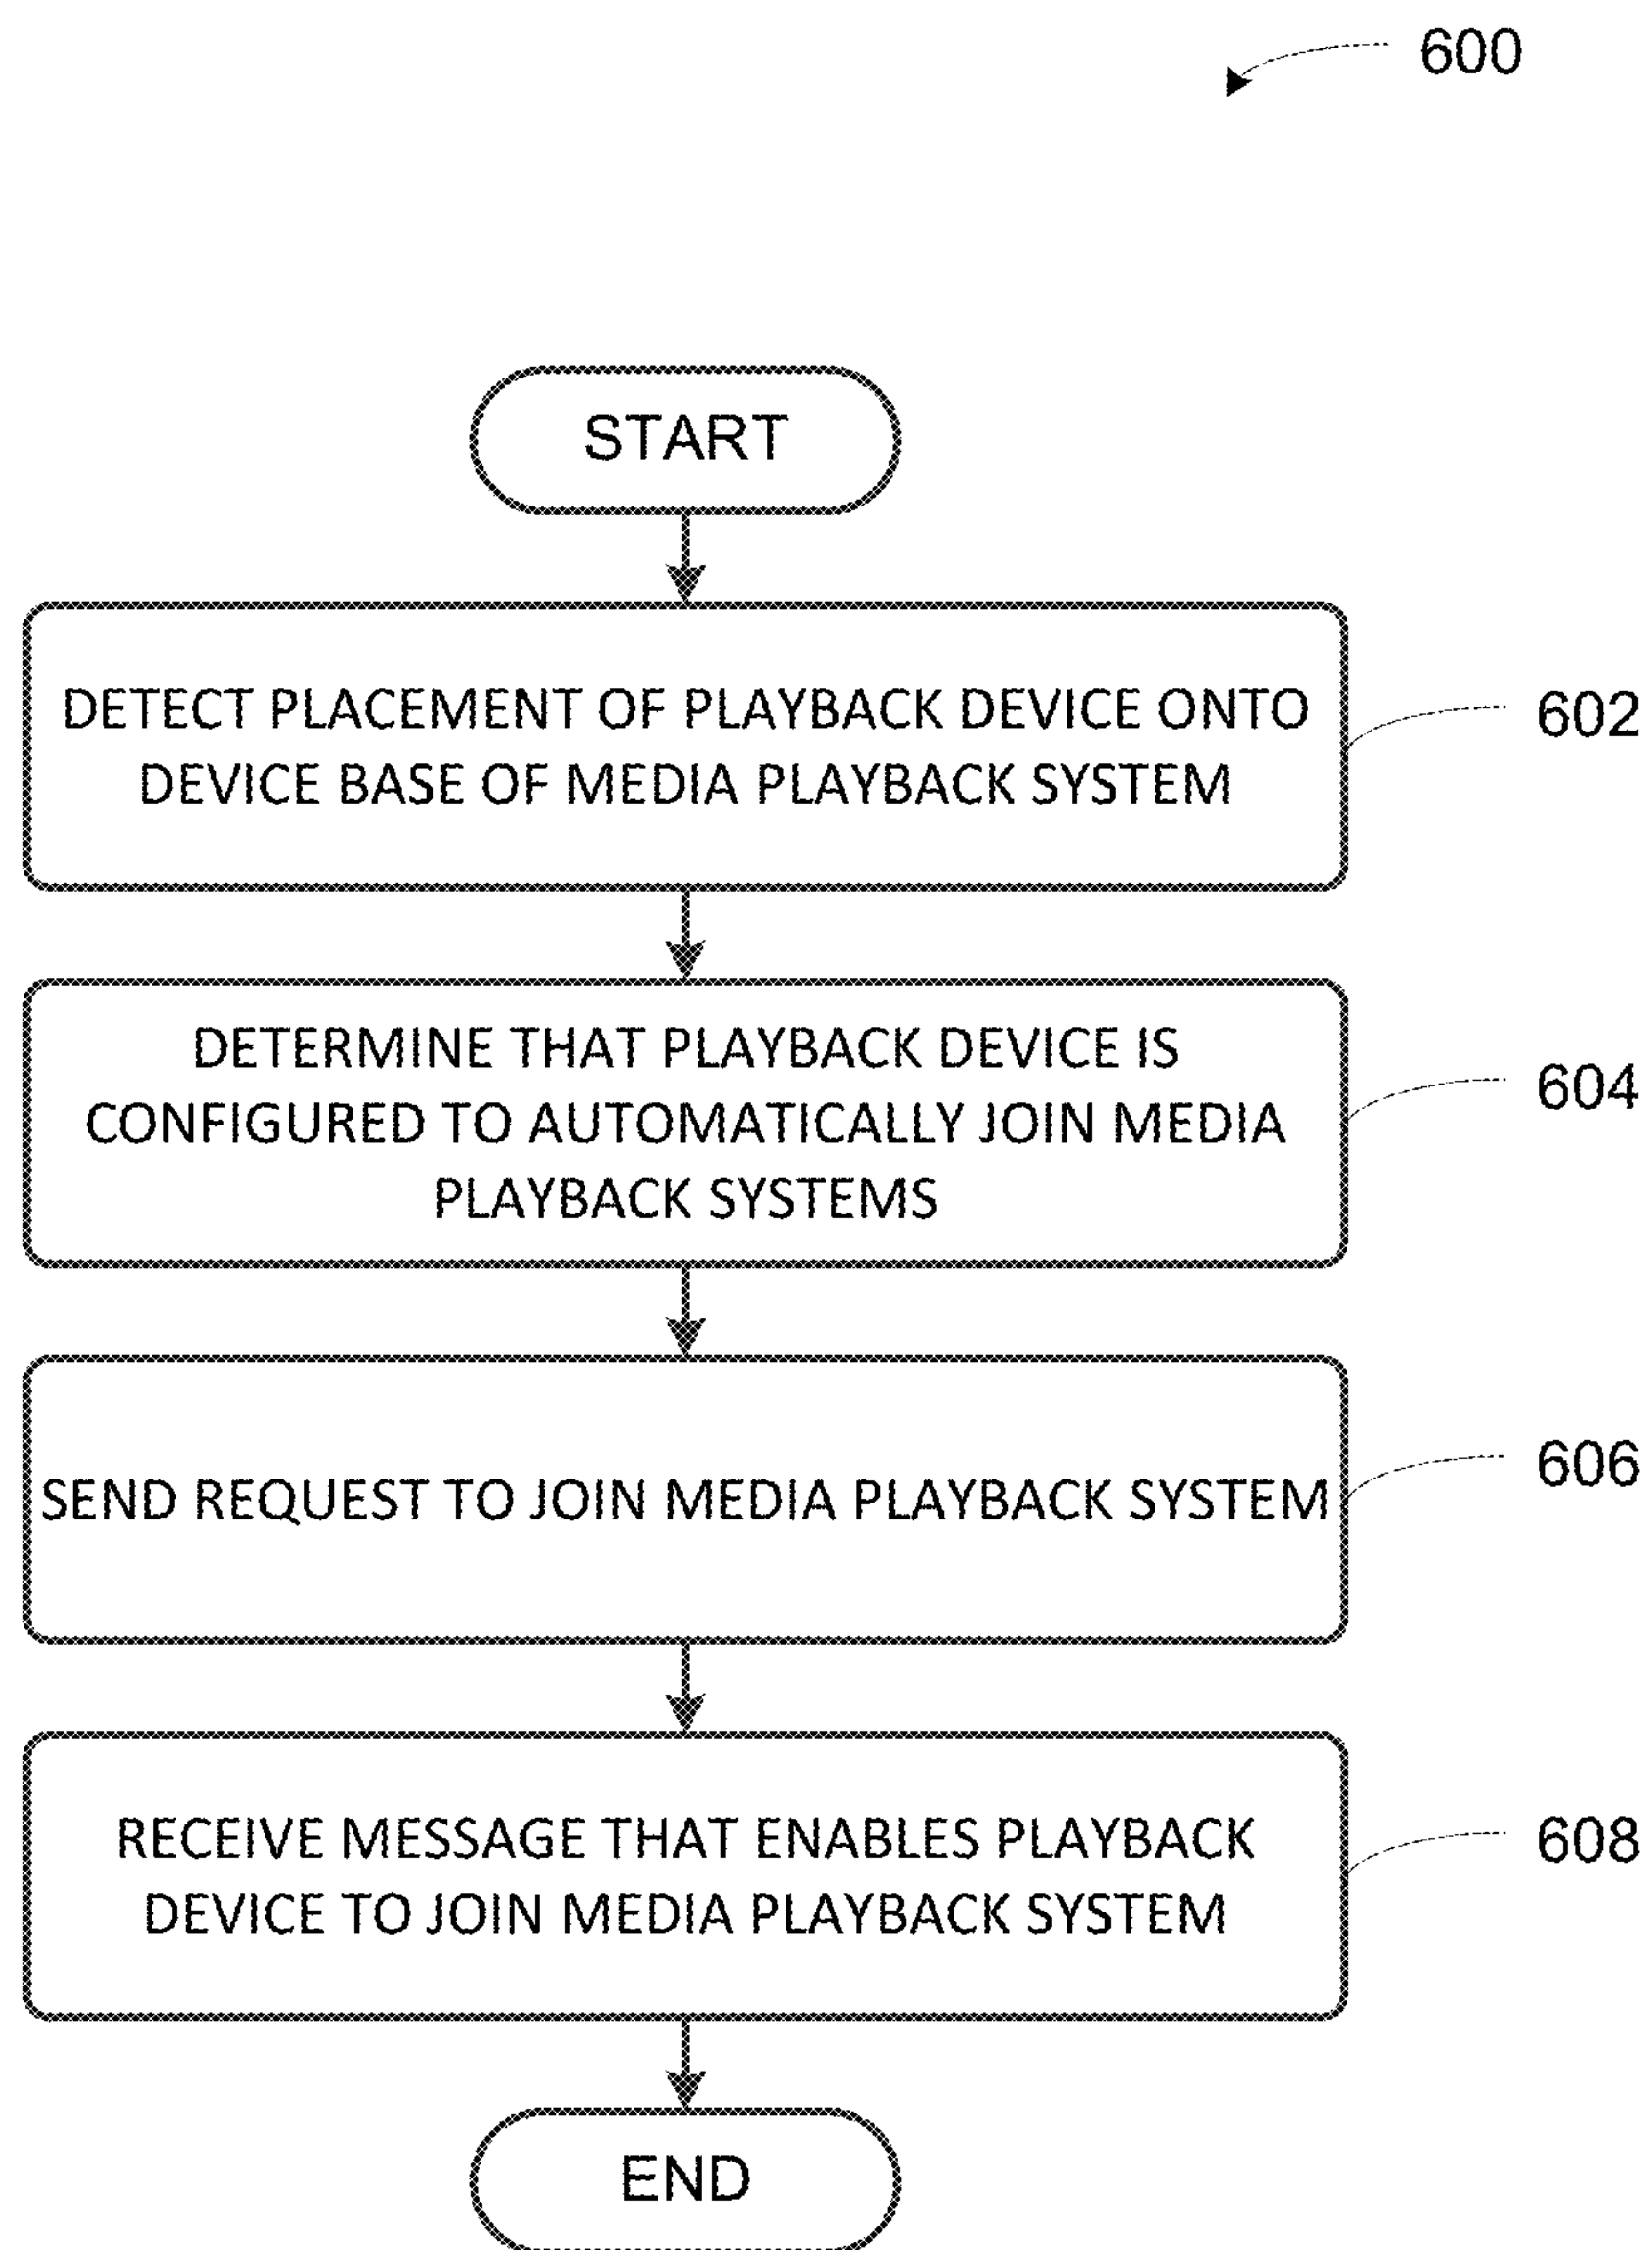 600
START
DETECT PLACEMENT OF PLAYBACK DEVICE ONTO
DEVICE BASE OF MEDIA PLAYBACK SYSTEM
602
DETERMINE THAT PLAYBACK DEVICE IS
CONFIGURED TO AUTOMATICALLY JOIN MEDIA
PLAYBACK SYSTEMS
604
SEND REQUEST TO JOIN MEDIA PLAYBACK SYSTEM
606
RECEIVE MESSAGE THAT ENABLES PLAYBACK
DEVICE TO JOIN MEDIA PLAYBACK SYSTEM
608
END